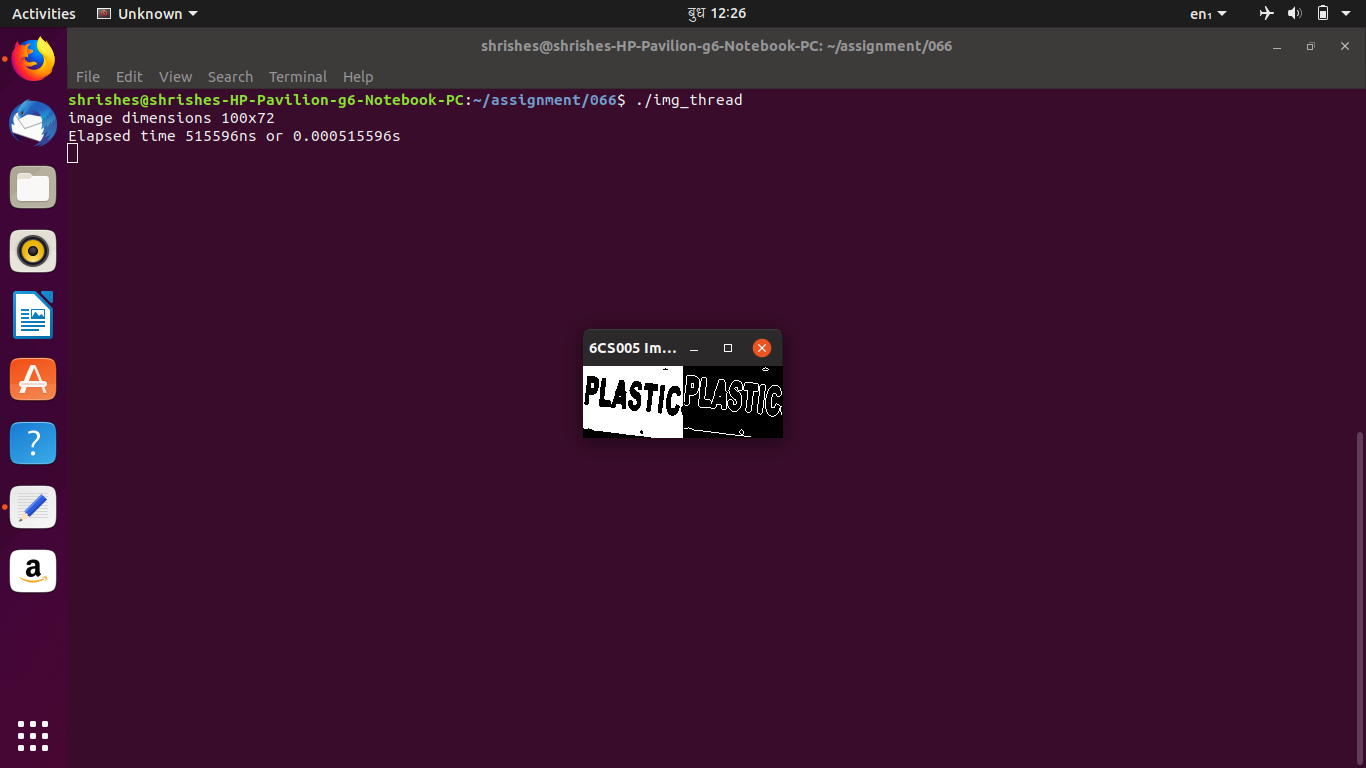 Activities Unknown बुध 12:26 en₁
shrishes@shrishes-HP-Pavilion-g6-Notebook-PC: ~/assignment/066
File Edit View Search Terminal Help
shrishes@shrishes-HP-Pavilion-g6-Notebook-PC:~/assignment/066$ ./img_thread
image dimensions 100x72
Elapsed time 515596ns or 0.000515596s
6CS005 Im...
PLASTIC PLASTIC